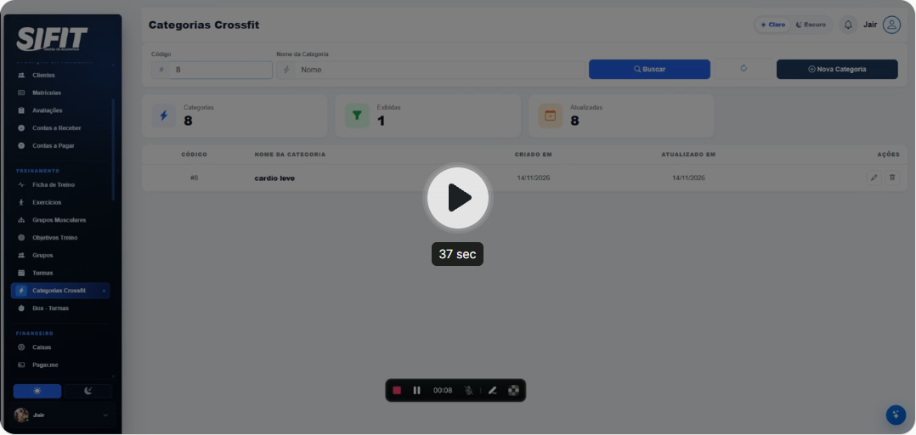 SIFIT
Clientes
Matrículas
Avaliações
Contas a Receber
Contas a Pagar
TREINAMENTO
Ficha de Treino
Exercícios
Grupos Musculares
Objetivos Treino
Grupos
Turmas
Categorias Crossfit
Box - Turmas
FINANCEIRO
Caixas
Pagar.me
Jair
Categorias Crossfit
Claro
Escuro
Jair
Código
Nome da Categoria
# 8
Nome
Buscar
Nova Categoria
Categorias
8
Exibidas
1
Atualizadas
8
CÓDIGO NOME DA CATEGORIA CRIADO EM ATUALIZADO EM AÇÕES
#8 cardio leve 14/11/2025 14/11/2025
37 sec
00:08